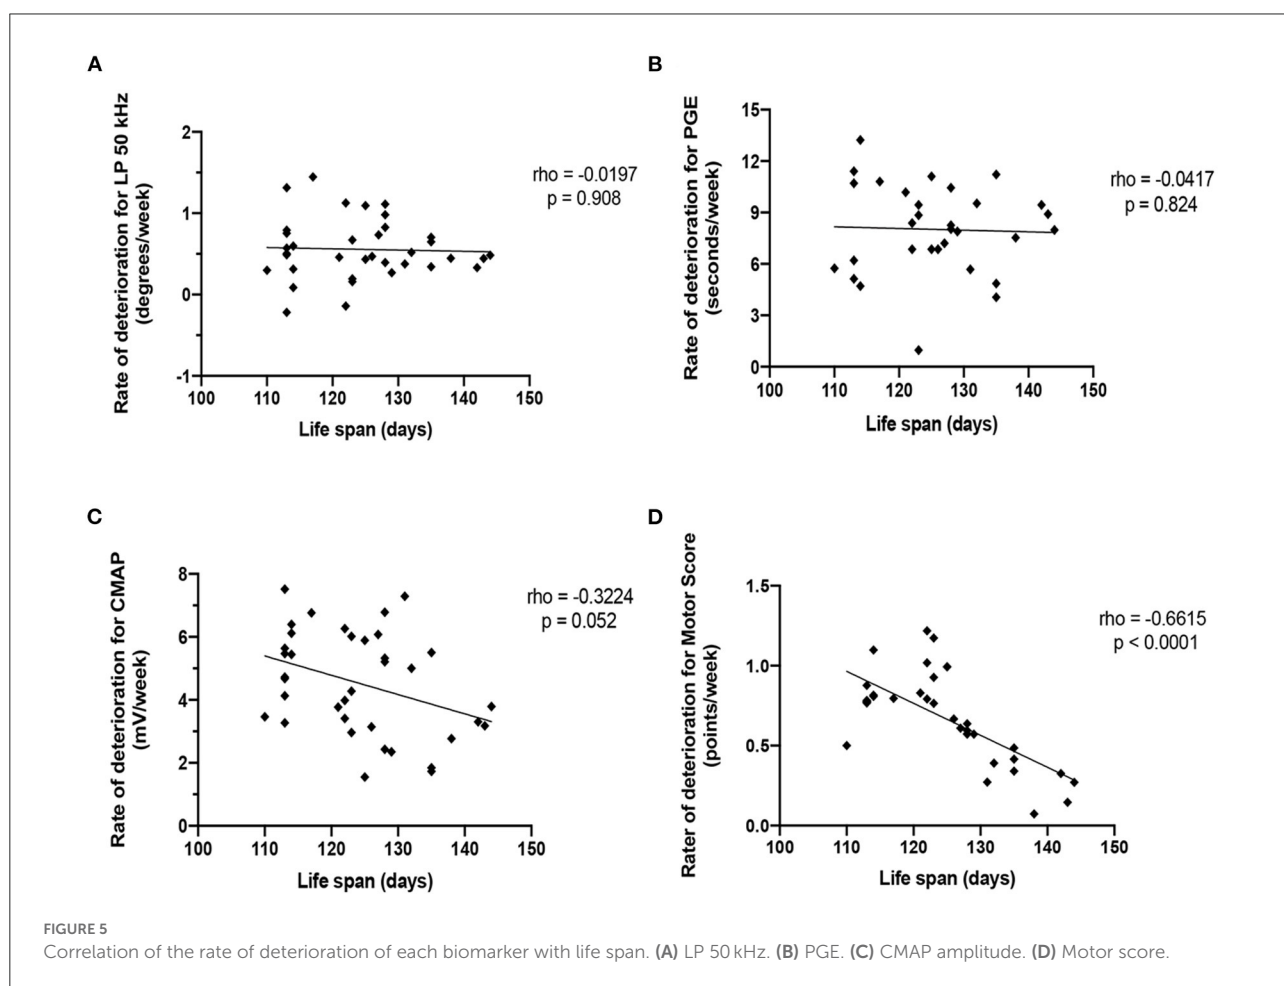 A
Rate of deterioration for LP 50 kHz
(degrees/week)
2
1
0
-1
100 110 120 130 140 150
Life span (days)
rho = -0.0197
p = 0.908
B
Rate of deterioration for PGE
(seconds/week)
15
12
9
6
3
0
100 110 120 130 140 150
Life span (days)
rho = -0.0417
p = 0.824
C
Rate of deterioration for CMAP
(mV/week)
8
6
4
2
0
100 110 120 130 140 150
Life span (days)
rho = -0.3224
p = 0.052
D
Rater of deterioration for Motor Score
(points/week)
1.5
1.0
0.5
0.0
100 110 120 130 140 150
Life span (days)
rho = -0.6615
p < 0.0001
FIGURE 5
Correlation of the rate of deterioration of each biomarker with life span. (A) LP 50 kHz. (B) PGE. (C) CMAP amplitude. (D) Motor score.